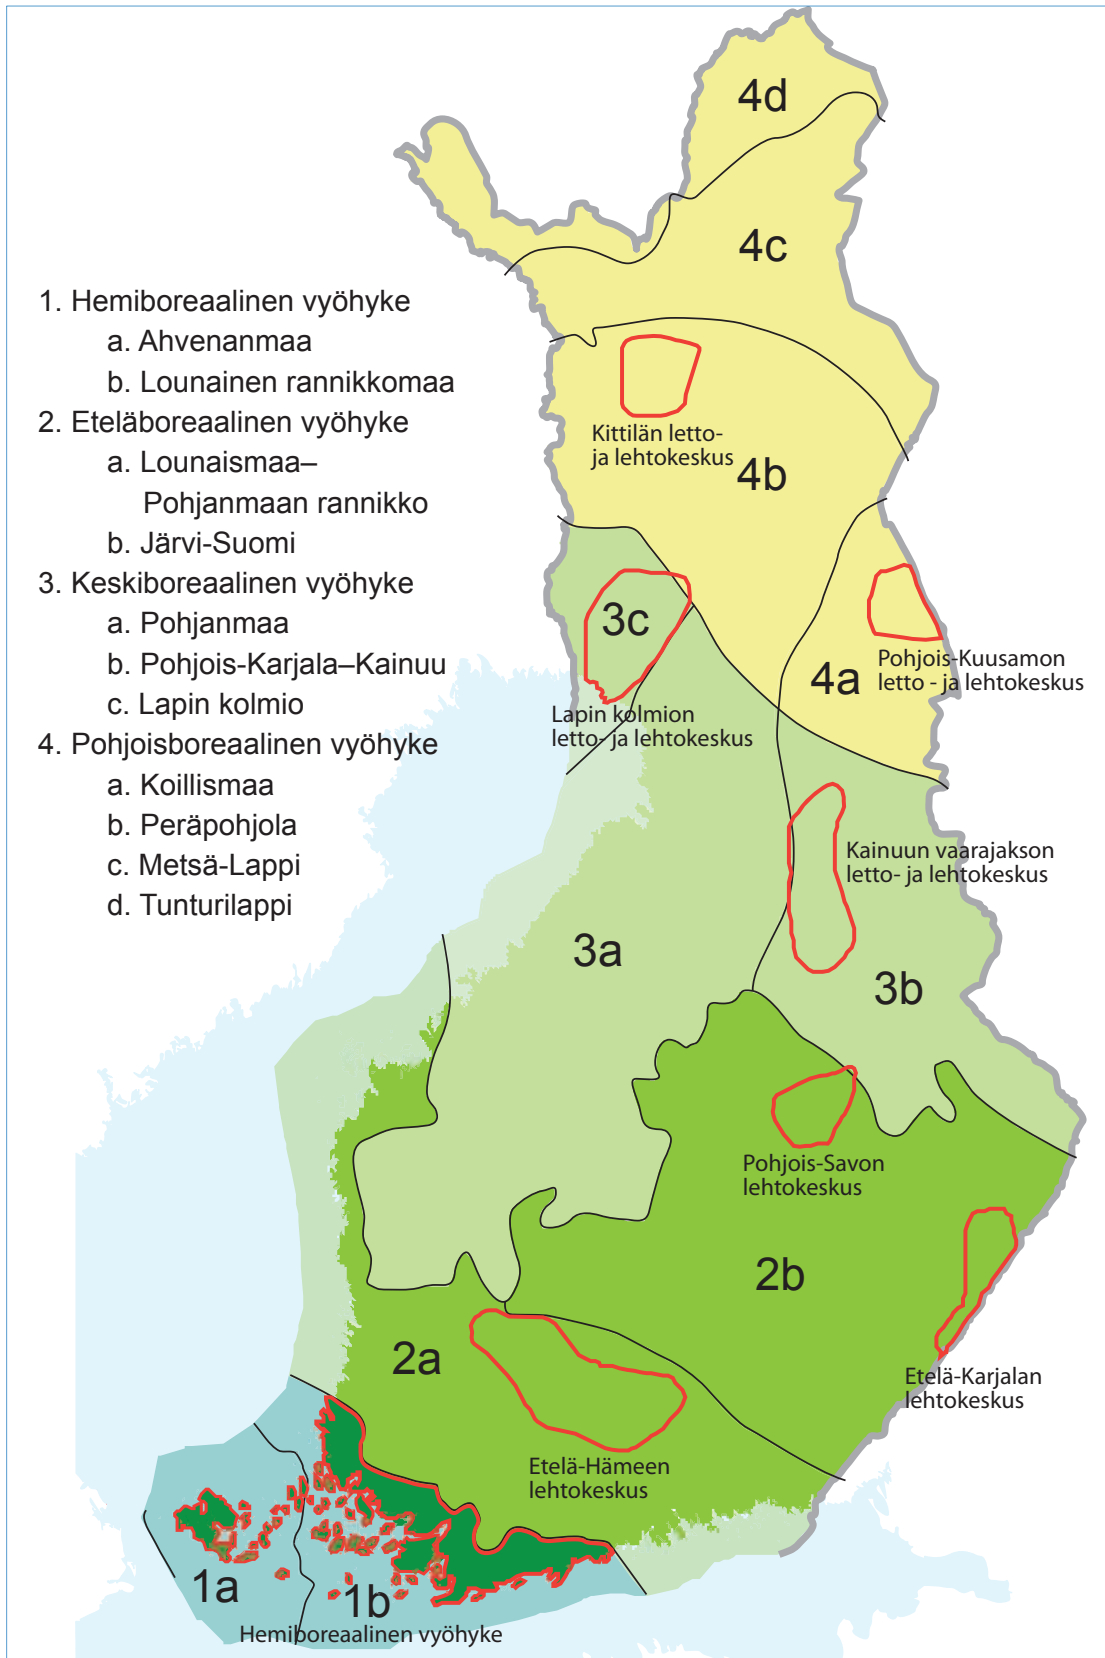 1. Hemiboreaalinen vyöhyke
a. Ahvenanmaa
b. Lounainen rannikkomaa
2. Eteläboreaalinen vyöhyke
a. Lounaismaa–
Pohjanmaan rannikko
b. Järvi-Suomi
3. Keskiboreaalinen vyöhyke
a. Pohjanmaa
b. Pohjois-Karjala–Kainuu
c. Lapin kolmio
4. Pohjoisboreaalinen vyöhyke
a. Koillismaa
b. Peräpohjola
c. Metsä-Lappi
d. Tunturilappi
4d
4c
Kittilän letto-
ja lehtokeskus
4b
3c
4a
Pohjois-Kuusamon
letto - ja lehtokeskus
Lapin kolmion
letto- ja lehtokeskus
Kainuun vaarajakson
letto- ja lehtokeskus
3a
3b
Pohjois-Savon
lehtokeskus
2b
2a
Etelä-Karjalan
lehtokeskus
Etelä-Hämeen
lehtokeskus
1a
1b
Hemiboreaalinen vyöhyke